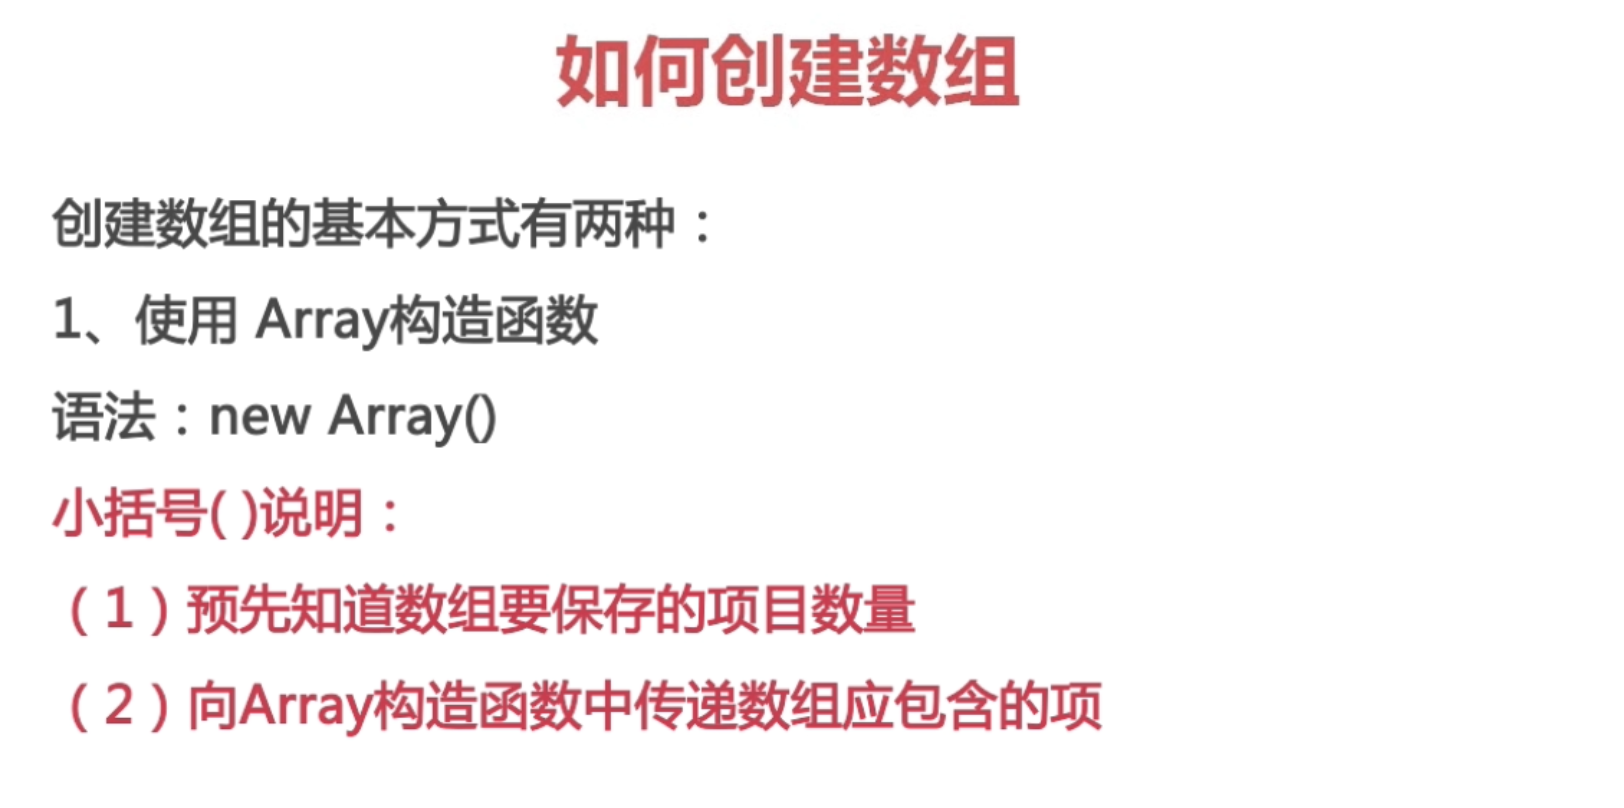 如何创建数组
创建数组的基本方式有两种：
1、使用 Array构造函数
语法：new Array()
小括号( )说明：
（1）预先知道数组要保存的项目数量
（2）向Array构造函数中传递数组应包含的项